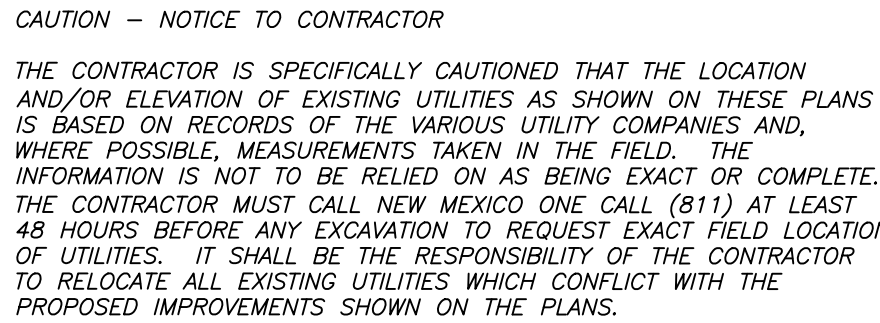 CAUTION – NOTICE TO CONTRACTOR
THE CONTRACTOR IS SPECIFICALLY CAUTIONED THAT THE LOCATION
AND/OR ELEVATION OF EXISTING UTILITIES AS SHOWN ON THESE PLANS
IS BASED ON RECORDS OF THE VARIOUS UTILITY COMPANIES AND,
WHERE POSSIBLE, MEASUREMENTS TAKEN IN THE FIELD.  THE
INFORMATION IS NOT TO BE RELIED ON AS BEING EXACT OR COMPLETE.
THE CONTRACTOR MUST CALL NEW MEXICO ONE CALL (811) AT LEAST
48 HOURS BEFORE ANY EXCAVATION TO REQUEST EXACT FIELD LOCATIO
OF UTILITIES.  IT SHALL BE THE RESPONSIBILITY OF THE CONTRACTOR
TO RELOCATE ALL EXISTING UTILITIES WHICH CONFLICT WITH THE
PROPOSED IMPROVEMENTS SHOWN ON THE PLANS.